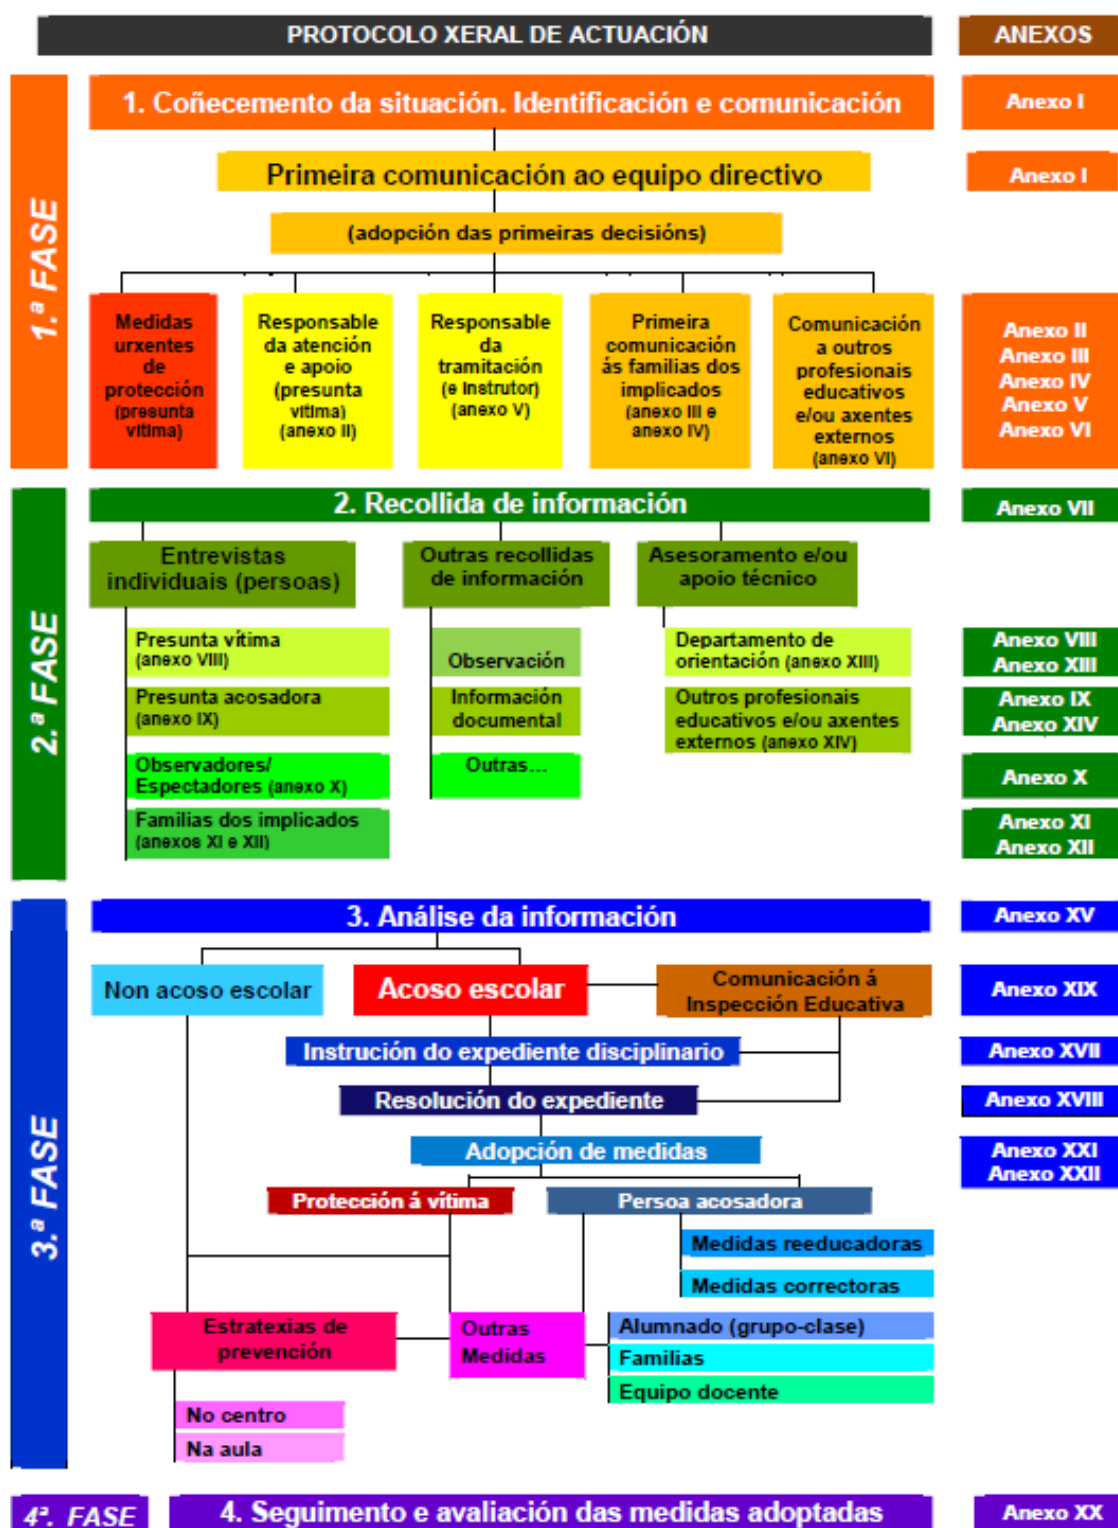 PROTOCOLO XERAL DE ACTUACIÓN
ANEXOS
1.ª FASE
1. Coñecemento da situación. Identificación e comunicación
Anexo I
Primeira comunicación ao equipo directivo
Anexo I
(adopción das primeiras decisións)
Medidas
urxentes
de
protección
(presunta
vítima)
Responsable
da atención
e apoio
(presunta
vítima)
(anexo II)
Responsable
da
tramitación
(e Instrutor)
(anexo V)
Primeira
comunicación
ás familias dos
implicados
(anexo III e
anexo IV)
Comunicación
a outros
profesionais
educativos
e/ou axentes
externos
(anexo VI)
Anexo II
Anexo III
Anexo IV
Anexo V
Anexo VI
2.ª FASE
2. Recollida de información
Anexo VII
Entrevistas
individuais (persoas)
Outras recollidas
de información
Asesoramento e/ou
apoio técnico
Presunta vítima
(anexo VIII)
Presunta acosadora
(anexo IX)
Observadores/
Espectadores (anexo X)
Familias dos implicados
(anexos XI e XII)
Observación
Información
documental
Outras...
Departamento de
orientación (anexo XIII)
Outros profesionais
educativos e/ou axentes
externos (anexo XIV)
Anexo VIII
Anexo XIII
Anexo IX
Anexo XIV
Anexo X
Anexo XI
Anexo XII
3.ª FASE
3. Análise da información
Anexo XV
Non acoso escolar
Acoso escolar
Comunicación á
Inspección Educativa
Anexo XIX
Instrución do expediente disciplinario
Anexo XVII
Resolución do expediente
Anexo XVIII
Adopción de medidas
Anexo XXI
Anexo XXII
Protección á vítima
Persoa acosadora
Medidas reeducadoras
Medidas correctoras
Estratexias de
prevención
Outras
Medidas
Alumnado (grupo-clase)
Familias
Equipo docente
No centro
Na aula
4ª. FASE
4. Seguimento e avaliación das medidas adoptadas
Anexo XX